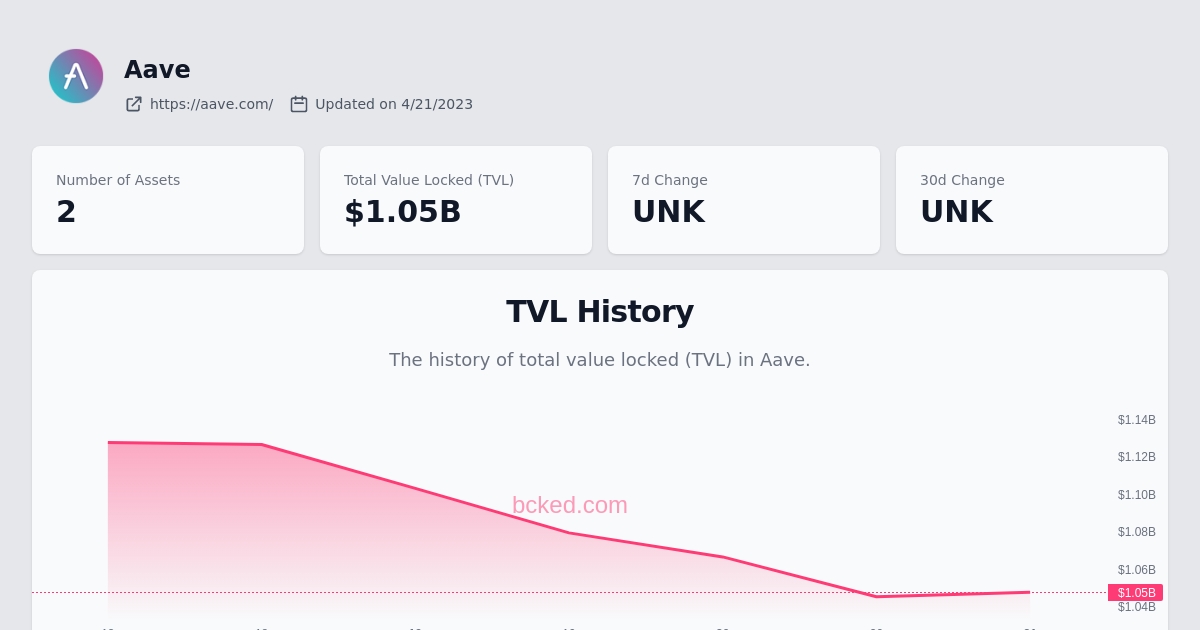 Aave
https://aave.com/ Updated on 4/21/2023
Number of Assets
2
Total Value Locked (TVL)
$1.05B
7d Change
UNK
30d Change
UNK
TVL History
The history of total value locked (TVL) in Aave.
$1.14B
$1.12B
$1.10B
bcked.com
$1.08B
$1.06B
$1.05B
$1.04B